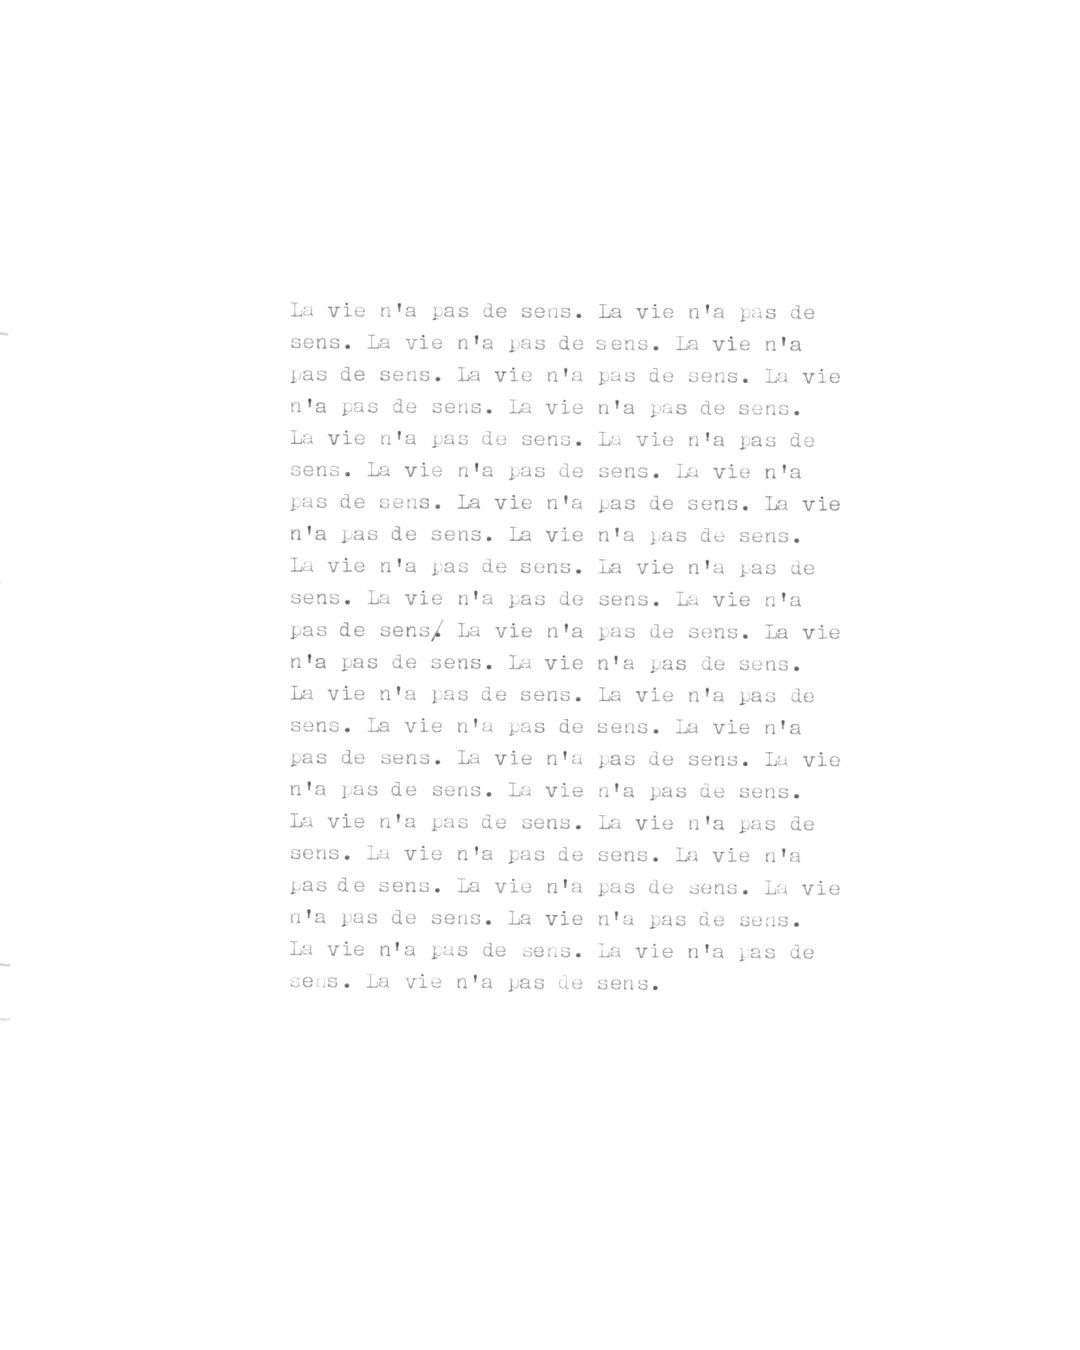 La vie n'a pas de sens. La vie n'a pas de
sens. La vie n'a pas de sens. La vie n'a
pas de sens. La vie n'a pas de sens. La vie
n'a pas de sens. La vie n'a pas de sens.
La vie n'a pas de sens. La vie n'a pas de
sens. La vie n'a pas de sens. La vie n'a
pas de sens. La vie n'a pas de sens. La vie
n'a pas de sens. La vie n'a pas de sens.
La vie n'a pas de sens. La vie n'a pas de
sens. La vie n'a pas de sens. La vie n'a
pas de sens/. La vie n'a pas de sens. La vie
n'a pas de sens. La vie n'a pas de sens.
La vie n'a pas de sens. La vie n'a pas de
sens. La vie n'a pas de sens. La vie n'a
pas de sens. La vie n'a pas de sens. La vie
n'a pas de sens. La vie n'a pas de sens.
La vie n'a pas de sens. La vie n'a pas de
sens. La vie n'a pas de sens. La vie n'a
pas de sens. La vie n'a pas de sens. La vie
n'a pas de sens. La vie n'a pas de sens.
La vie n'a pas de sens. La vie n'a pas de
sens. La vie n'a pas de sens.